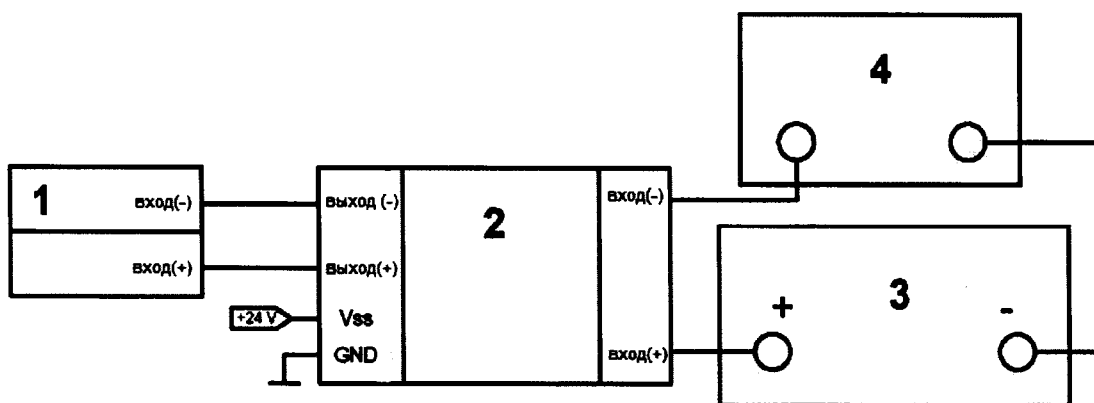 1
вход(-)
вход(+)
+24 V
выход (-)
выход(+)
Vss
GND
2
вход(-)
вход(+)
4
3
+ -